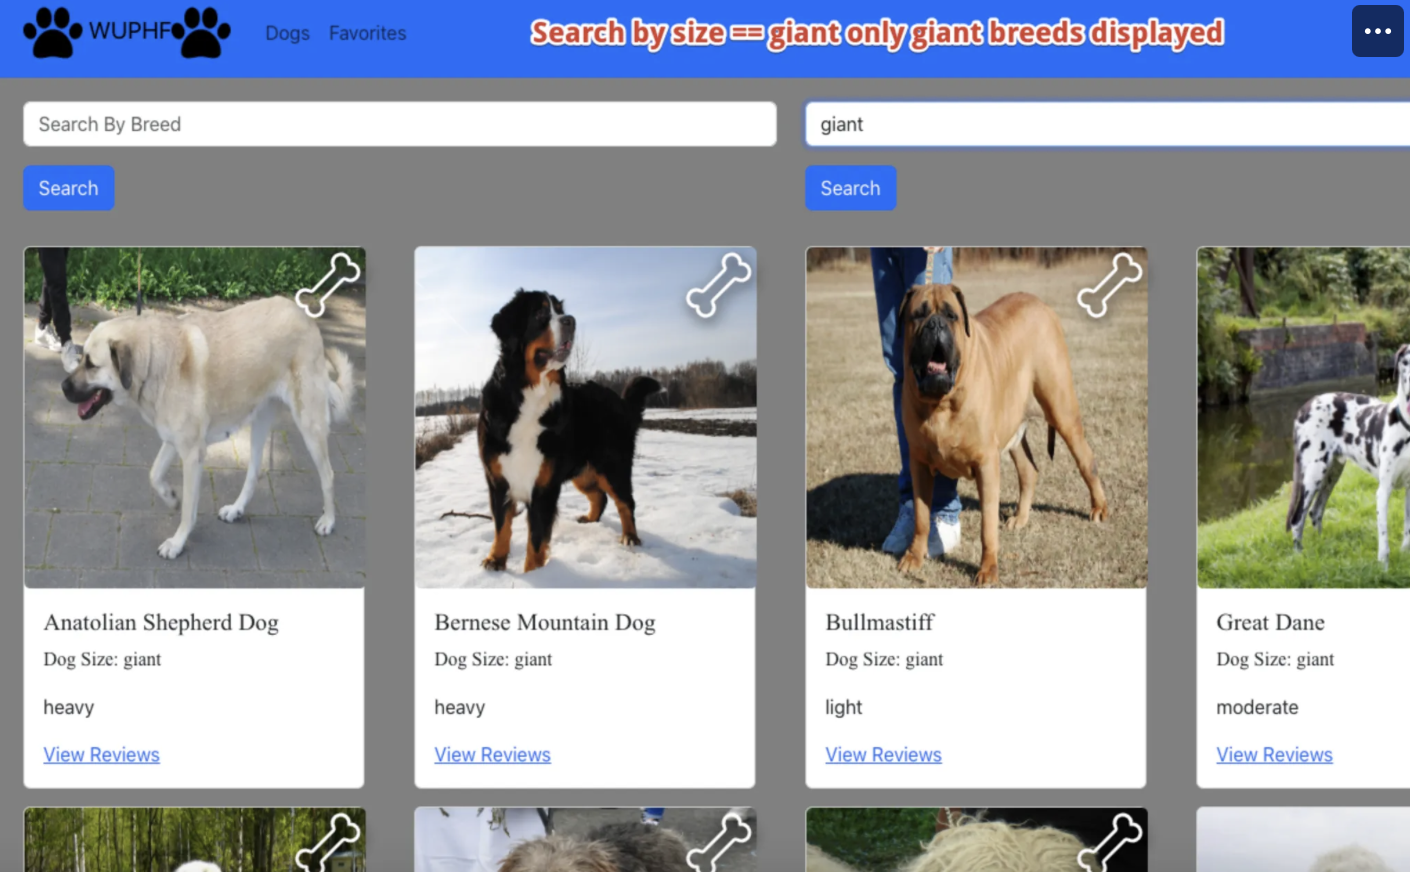 WUPHF
Dogs Favorites
Search by size == giant only giant breeds displayed
Search By Breed
giant
Search
Search
Anatolian Shepherd Dog
Dog Size: giant
heavy
View Reviews
Bernese Mountain Dog
Dog Size: giant
heavy
View Reviews
Bullmastiff
Dog Size: giant
light
View Reviews
Great Dane
Dog Size: giant
moderate
View Reviews